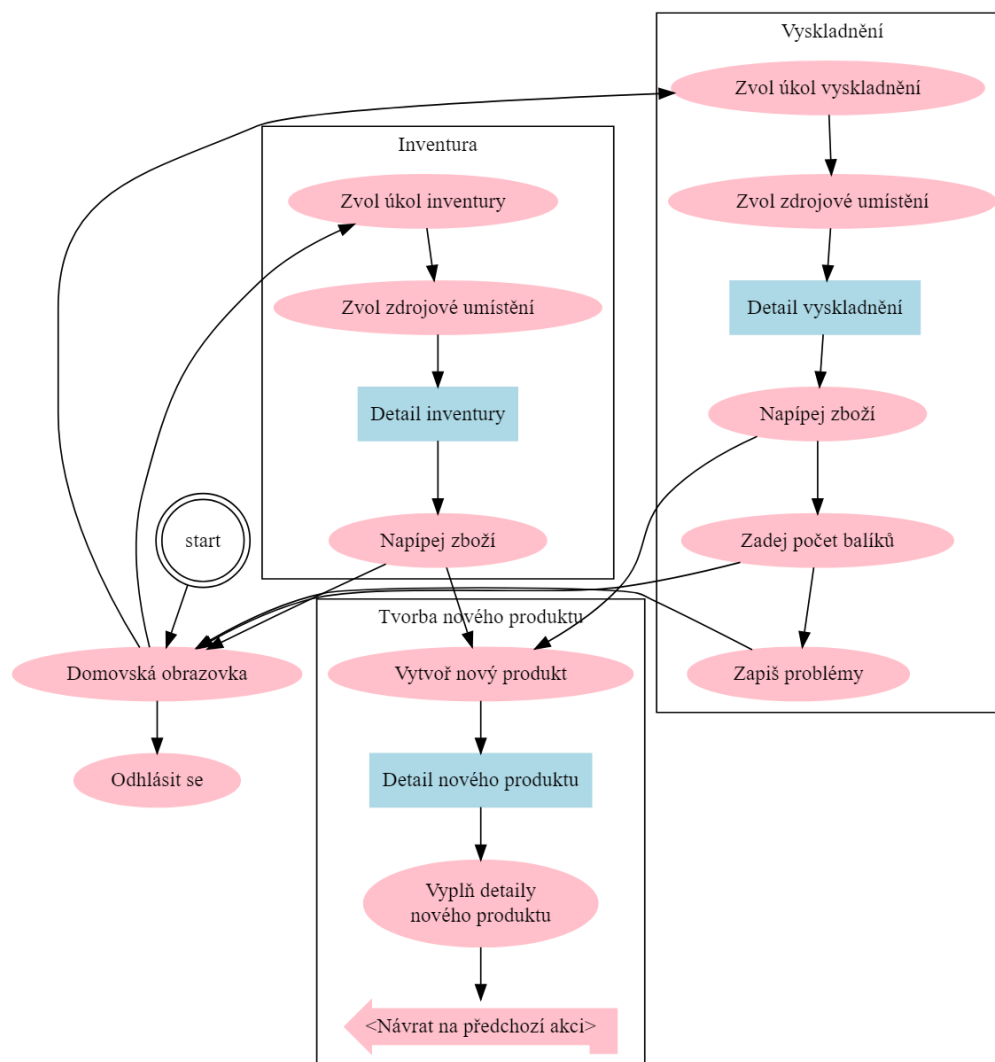 Vyskladnění
Zvol úkol vyskladnění
Zvol zdrojové umístění
Detail vyskladnění
Napípej zboží
Zadej počet balíků
Zapiš problémy
Inventura
Zvol úkol inventury
Zvol zdrojové umístění
Detail inventury
Napípej zboží
start
Domovská obrazovka
Odhlásit se
Tvorba nového produktu
Vytvoř nový produkt
Detail nového produktu
Vyplň detaily
nového produktu
<Návrat na předchozí akci>